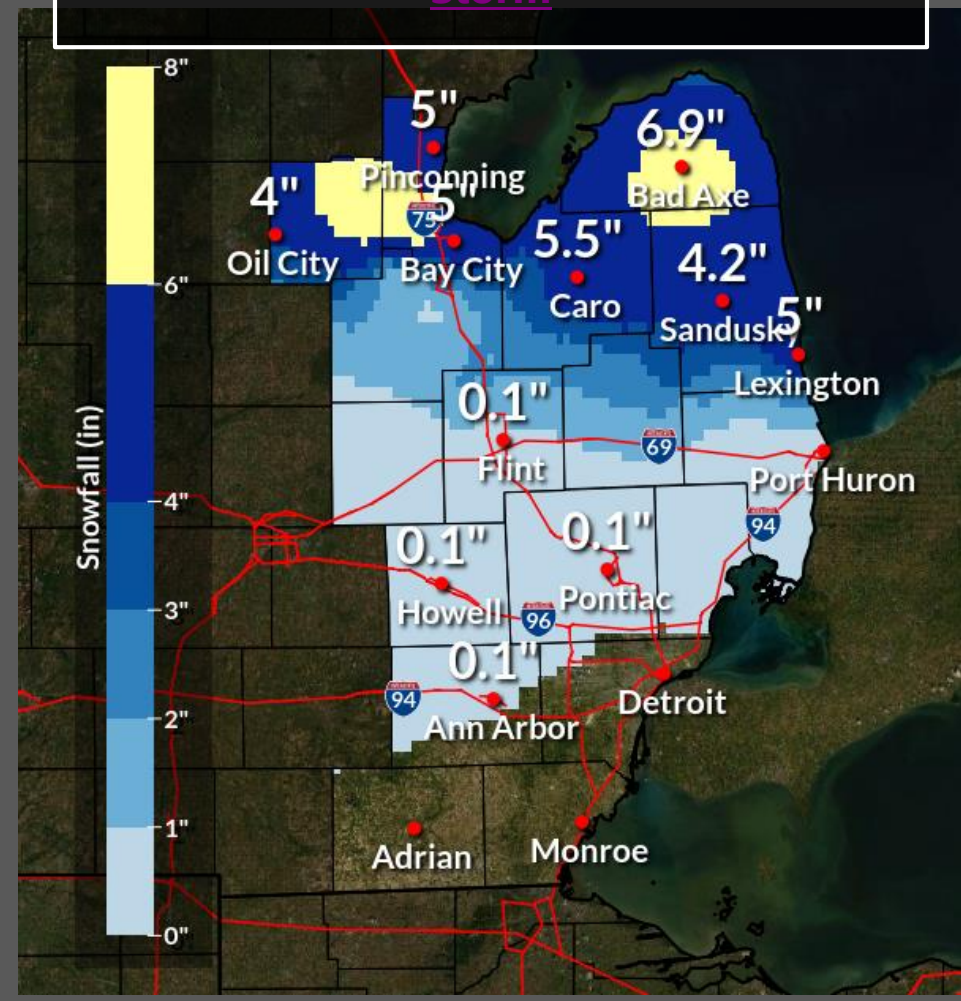 Storm
8"
5"
6.9"
Pinconning
Bad Axe
4"
5"
75
5.5"
Oil City
Bay City
4.2"
6"
Caro
5"
Sandusky
Lexington
0.1"
Snowfall (in)
69
Flint
Port Huron
4"
94
0.1"
0.1"
Howell
Pontiac
3"
96
0.1"
94
Detroit
2"
Ann Arbor
1"
Adrian
Monroe
0"